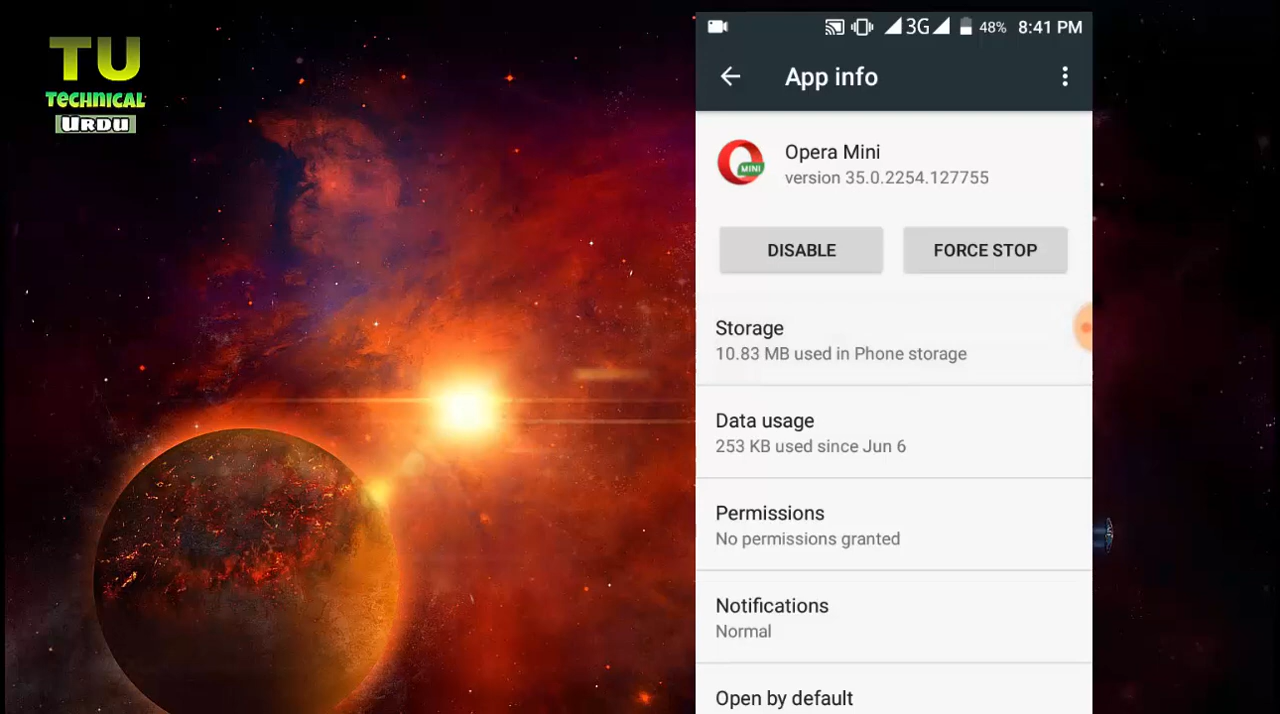 TU
TECHNICAL
URDU
3G 48% 8:41 PM
App info
MINI
Opera Mini
version 35.0.2254.127755
DISABLE
FORCE STOP
Storage
10.83 MB used in Phone storage
Data usage
253 KB used since Jun 6
Permissions
No permissions granted
Notifications
Normal
Open by default